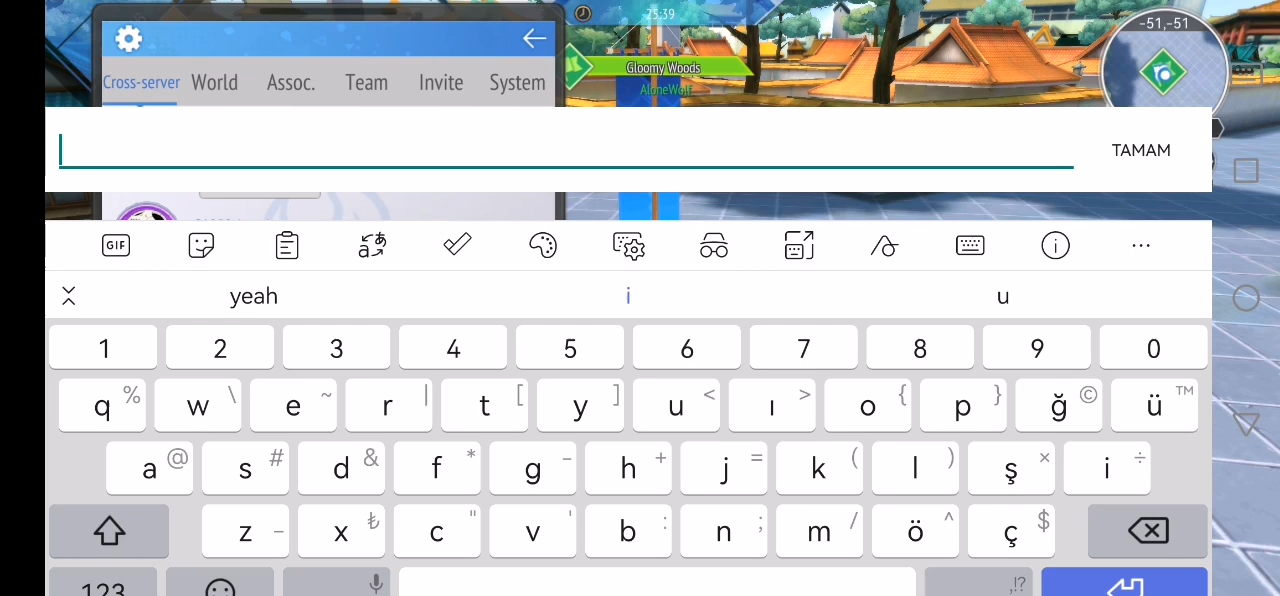 25:39
-51,-51
Cross-server World Assoc. Team Invite System
Gloomy Woods
AloneWolf
TAMAM
GIF
yeah i u
1 2 3 4 5 6 7 8 9 0
q % w \ e ~ r | t [ y ] u < ı > o { p } ğ © ü ™
a @ s # d & f * g - h + j = k ( l ) ş × i ÷
z _ x ₺ c " v ' b : n ; m / ö ^ ç $
123 ,!?